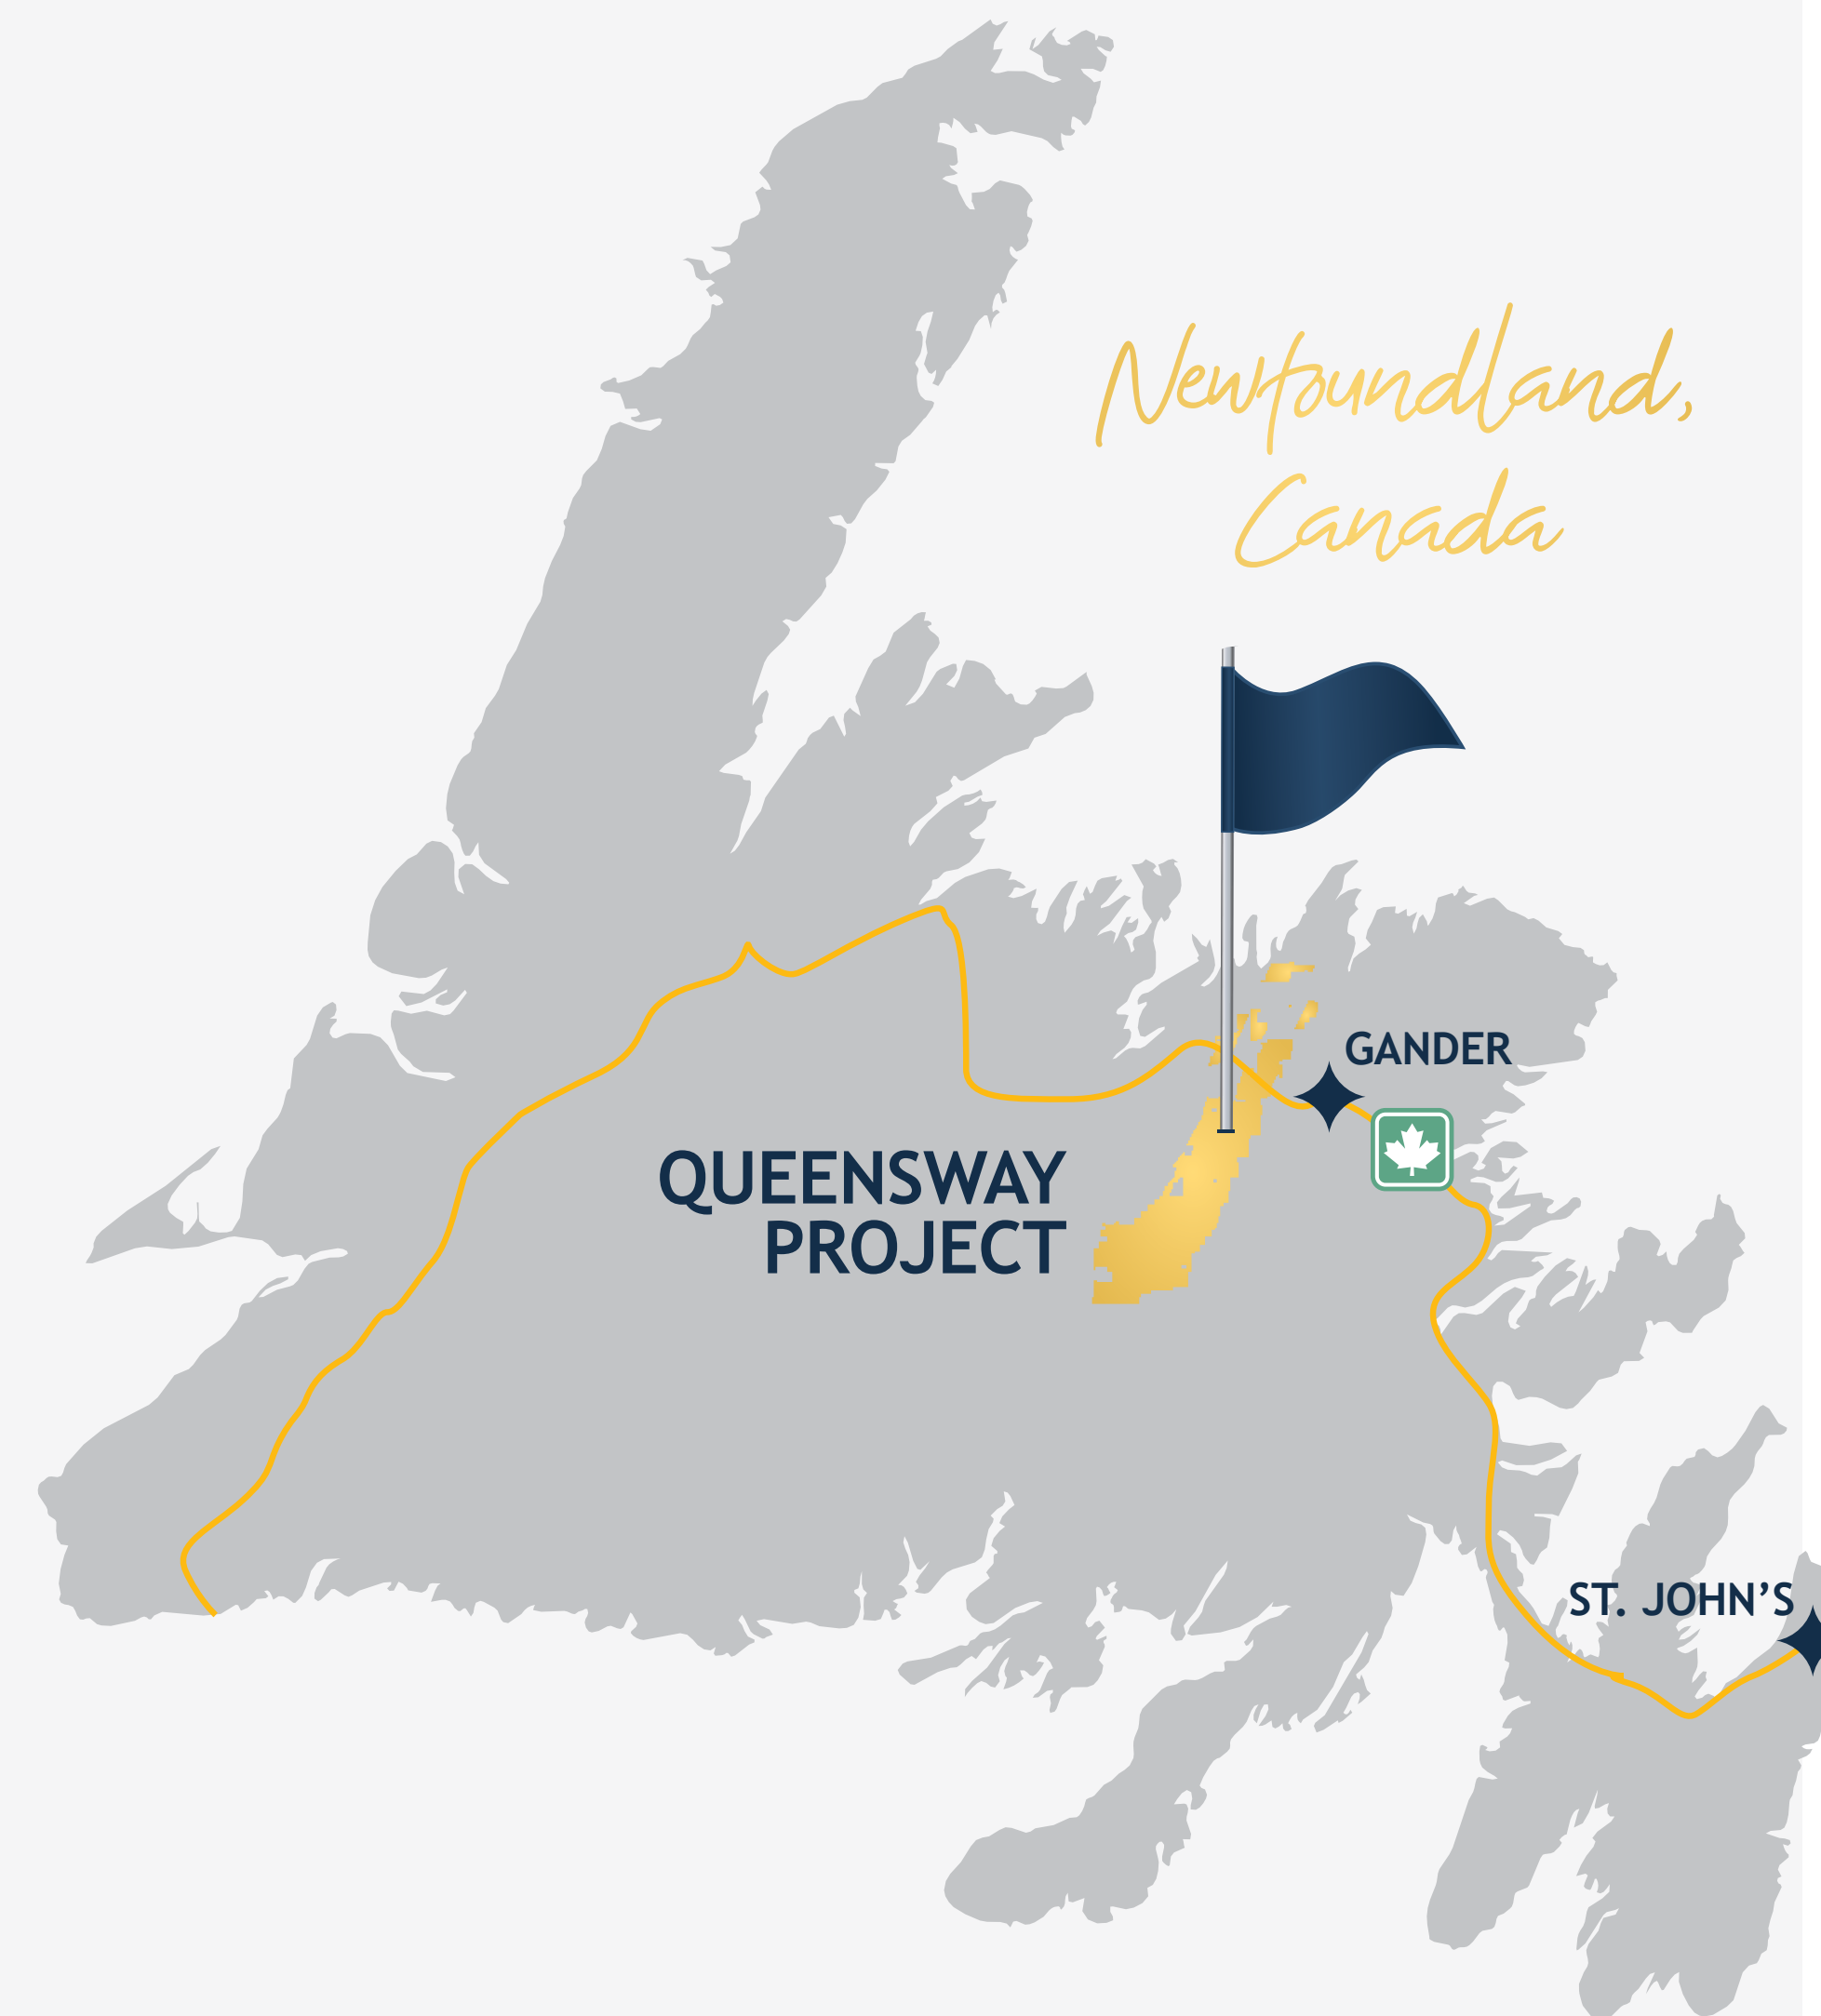 Newfoundland,
Canada
GANDER
QUEENSWAY
PROJECT
ST. JOHN'S